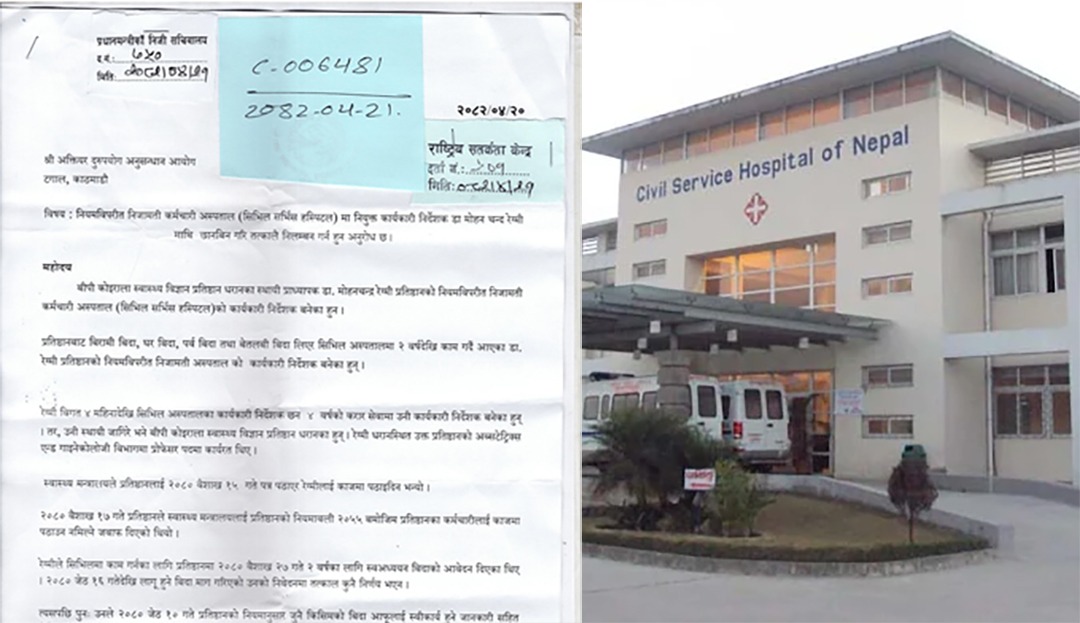 प्रधानमन्त्रीको निजी सचिवालय
द.नं. ७५०
मितिः २०८२।०४।२१
C-006481
2082-04-21.
२०८२/०४/२०
राष्ट्रिय सतर्कता केन्द्र
दर्ता नं.:
मितिः
श्री अक्तियर दुरुपयोग अनुसन्धान आयोग
टंगाल, काठमाडौ
विषय : नियमविपरीत निजामती कर्मचारी अस्पताल (सिभिल सर्भिस हस्पिटल) मा नियुक्त कार्यकारी निर्देशक डा मोहन चन्द रेग्मी
माथि छानबिन गरि तत्कालै निलम्बन गर्न हुन अनुरोध छ।
महोदय
बीपी कोइराला स्वास्थ्य विज्ञान प्रतिष्ठान धरानका स्थायी प्राध्यापक डा. मोहनचन्द्र रेग्मी प्रतिष्ठानको नियमविपरीत निजामती
कर्मचारी अस्पताल (सिभिल सर्भिस हस्पिटल)को कार्यकारी निर्देशक बनेका हुन।
प्रतिष्ठानबाट बिरामी बिदा, घर बिदा, पर्व बिदा तथा बेतलबी बिदा लिएर सिभिल अस्पतालमा २ वर्षदेखि काम गर्दै आएका डा.
रेग्मी प्रतिष्ठानको नियमविपरीत निजामती अस्पताल को कार्यकारी निर्देशक बनेका हुन्।
रेग्मी विगत ४ महिनादेखि सिभिल अस्पतालका कार्यकारी निर्देशक छन ४ वर्षको करार सेवामा उनी कार्यकारी निर्देशक बनेका हुन्
। तर, उनी स्थायी जागिरे भने बीपी कोइराला स्वास्थ्य विज्ञान प्रतिष्ठान धरानका हुन्। रेग्मी धरानस्थित उक्त प्रतिष्ठानको अब्सटेट्रिक्स
एन्ड गाइनेकोलोजी विभागमा प्रोफेसर पदमा कार्यरत थिए।
स्वास्थ्य मन्त्रालयले प्रतिष्ठानलाई २०८० बैशाख १५ गते पत्र पठाएर रेग्मीलाई काजमा पठाइदिन भन्यो।
२०८० बैशाख १७ गते प्रतिष्ठानले स्वास्थ्य मन्त्रालयलाई प्रतिष्ठानको नियमावली २०५५ बमोजिम प्रतिष्ठानका कर्मचारीलाई काजमा
पठाउन नमिल्ने जवाफ दिएको थियो।
रेग्मीले सिभिलमा काम गर्नका लागि प्रतिष्ठानमा २०८० बैशाख २७ गते २ वर्षका लागि स्वअध्ययन बिदाको आवेदन दिएका थिए
। २०८० जेठ १६ गतेदेखि लागू हुने बिदा माग गरिएको उनको निवेदनमा तत्काल कुनै निर्णय भएन।
त्यसपछि पुनः उनले २०८० जेठ १० गते प्रतिष्ठानको नियमानुसार जुनै किसिमको बिदा आफूलाई स्वीकार्य हुने जानकारी सहित
Civil Service Hospital of Nepal